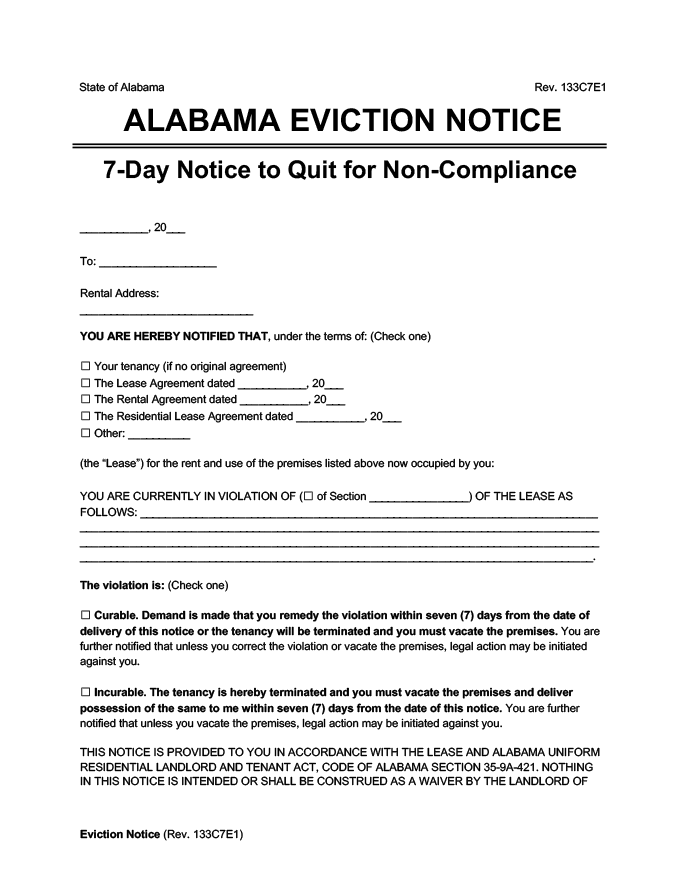 State of Alabama Rev. 133C7E1
ALABAMA EVICTION NOTICE
7-Day Notice to Quit for Non-Compliance
___________, 20___
To: ___________________
Rental Address:
____________________________
YOU ARE HEREBY NOTIFIED THAT, under the terms of: (Check one)
☐ Your tenancy (if no original agreement)
☐ The Lease Agreement dated ___________, 20___
☐ The Rental Agreement dated ___________, 20___
☐ The Residential Lease Agreement dated ___________, 20___
☐ Other: __________
(the “Lease”) for the rent and use of the premises listed above now occupied by you:
YOU ARE CURRENTLY IN VIOLATION OF (☐ of Section ________________) OF THE LEASE AS
FOLLOWS: __________________________________________________________________________
____________________________________________________________________________________
____________________________________________________________________________________
___________________________________________________________________________________.
The violation is: (Check one)
☐ Curable. Demand is made that you remedy the violation within seven (7) days from the date of
delivery of this notice or the tenancy will be terminated and you must vacate the premises. You are
further notified that unless you correct the violation or vacate the premises, legal action may be initiated
against you.
☐ Incurable. The tenancy is hereby terminated and you must vacate the premises and deliver
possession of the same to me within seven (7) days from the date of this notice. You are further
notified that unless you vacate the premises, legal action may be initiated against you.
THIS NOTICE IS PROVIDED TO YOU IN ACCORDANCE WITH THE LEASE AND ALABAMA UNIFORM
RESIDENTIAL LANDLORD AND TENANT ACT, CODE OF ALABAMA SECTION 35-9A-421. NOTHING
IN THIS NOTICE IS INTENDED OR SHALL BE CONSTRUED AS A WAIVER BY THE LANDLORD OF
Eviction Notice (Rev. 133C7E1)